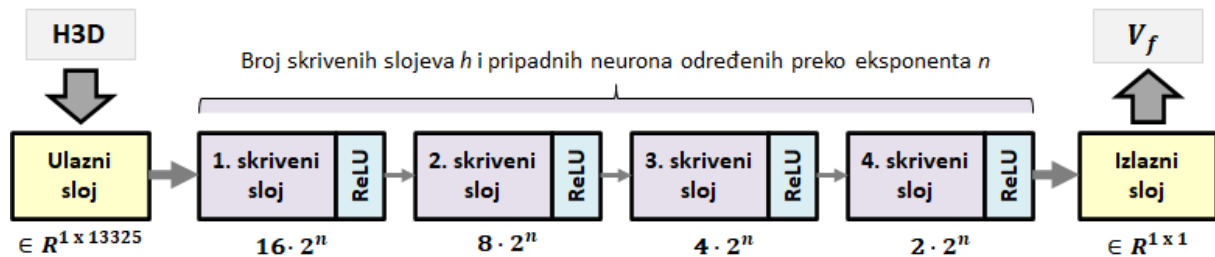 H3D
V_f
Broj skrivenih slojeva h i pripadnih neurona određenih preko eksponenta n
Ulazni
sloj
1. skriveni
sloj
ReLU
2. skriveni
sloj
ReLU
3. skriveni
sloj
ReLU
4. skriveni
sloj
ReLU
Izlazni
sloj
∈ R^{1 x 13325}
16 · 2^n
8 · 2^n
4 · 2^n
2 · 2^n
∈ R^{1 x 1}